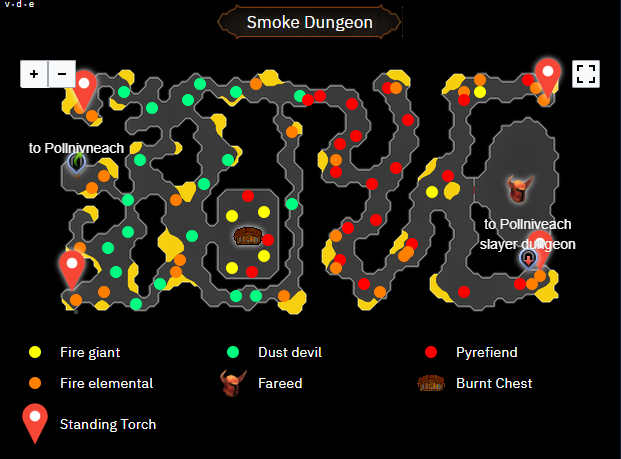 v·d·e
Smoke Dungeon
+ −
to Pollnivneach
to Pollniveach
slayer dungeon
Fire giant
Dust devil
Pyrefiend
Fire elemental
Fareed
Burnt Chest
Standing Torch